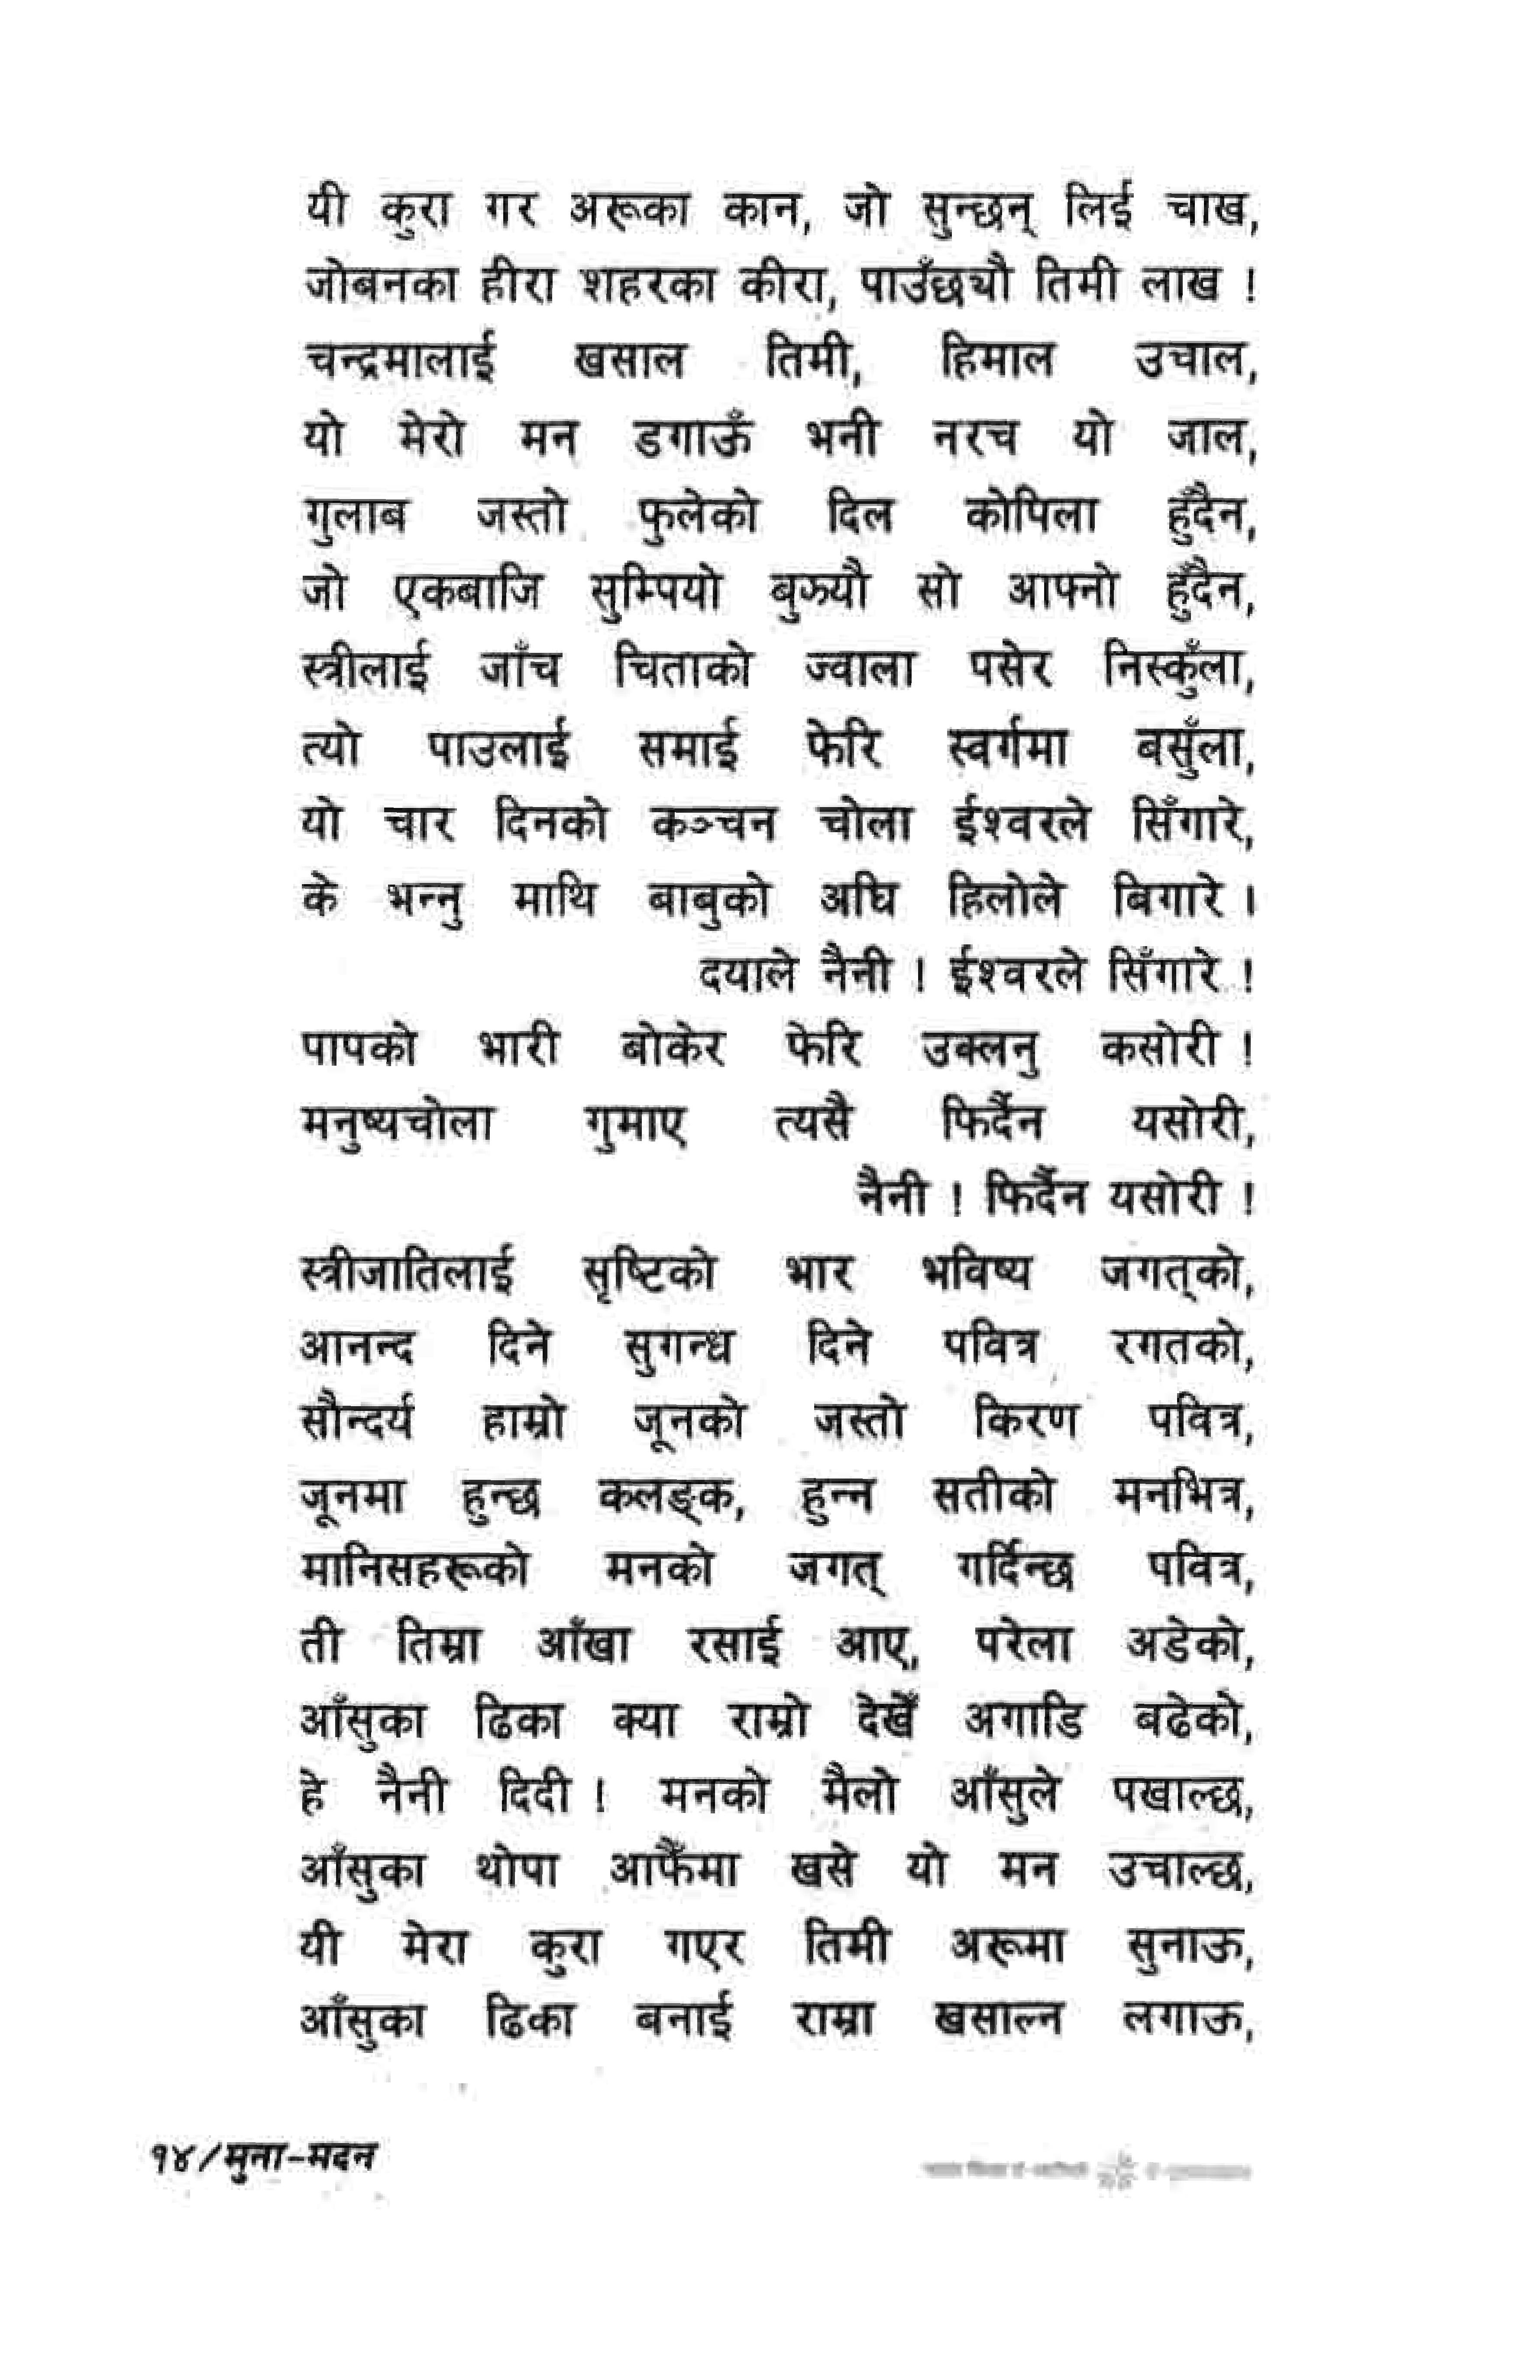 यी कुरा गर अरूका कान, जो सुन्छन् लिई चाख,
जोबनका हीरा शहरका कीरा, पाउँछ्यौ तिमी लाख !
चन्द्रमालाई खसाल तिमी, हिमाल उचाल,
यो मेरो मन डगाऊँ भनी नरच यो जाल,
गुलाब जस्तो फुलेको दिल कोपिला हुँदैन,
जो एकबाजि सुम्पियो बुझ्यौ सो आफ्नो हुँदैन,
स्त्रीलाई जाँच चिताको ज्वाला पसेर निस्कुँला,
त्यो पाउलाई समाई फेरि स्वर्गमा बसुँला,
यो चार दिनको कञ्चन चोला ईश्वरले सिँगारे,
के भन्नु माथि बाबुको अघि हिलोले बिगारे ।
दयाले नैनी ! ईश्वरले सिँगारे !
पापको भारी बोकेर फेरि उक्लनु कसोरी !
मनुष्यचोला गुमाए त्यसै फिर्दैन यसोरी,
नैनी ! फिर्दैन यसोरी !
स्त्रीजातिलाई सृष्टिको भार भविष्य जगत्‌को,
आनन्द दिने सुगन्ध दिने पवित्र रगतको,
सौन्दर्य हाम्रो जूनको जस्तो किरण पवित्र,
जूनमा हुन्छ कलङ्क, हुन्न सतीको मनभित्र,
मानिसहरूको मनको जगत् गर्दिन्छ पवित्र,
ती तिम्रा आँखा रसाई आए, परेला अडेको,
आँसुका ढिका क्या राम्रो देखेँ अगाडि बढेको,
हे नैनी दिदी ! मनको मैलो आँसुले पखाल्छ,
आँसुका थोपा आफैँमा खसे यो मन उचाल्छ,
यी मेरा कुरा गएर तिमी अरूमा सुनाऊ,
आँसुका ढिका बनाई राम्रा खसाल्न लगाऊ,
१४/मुना-मदन